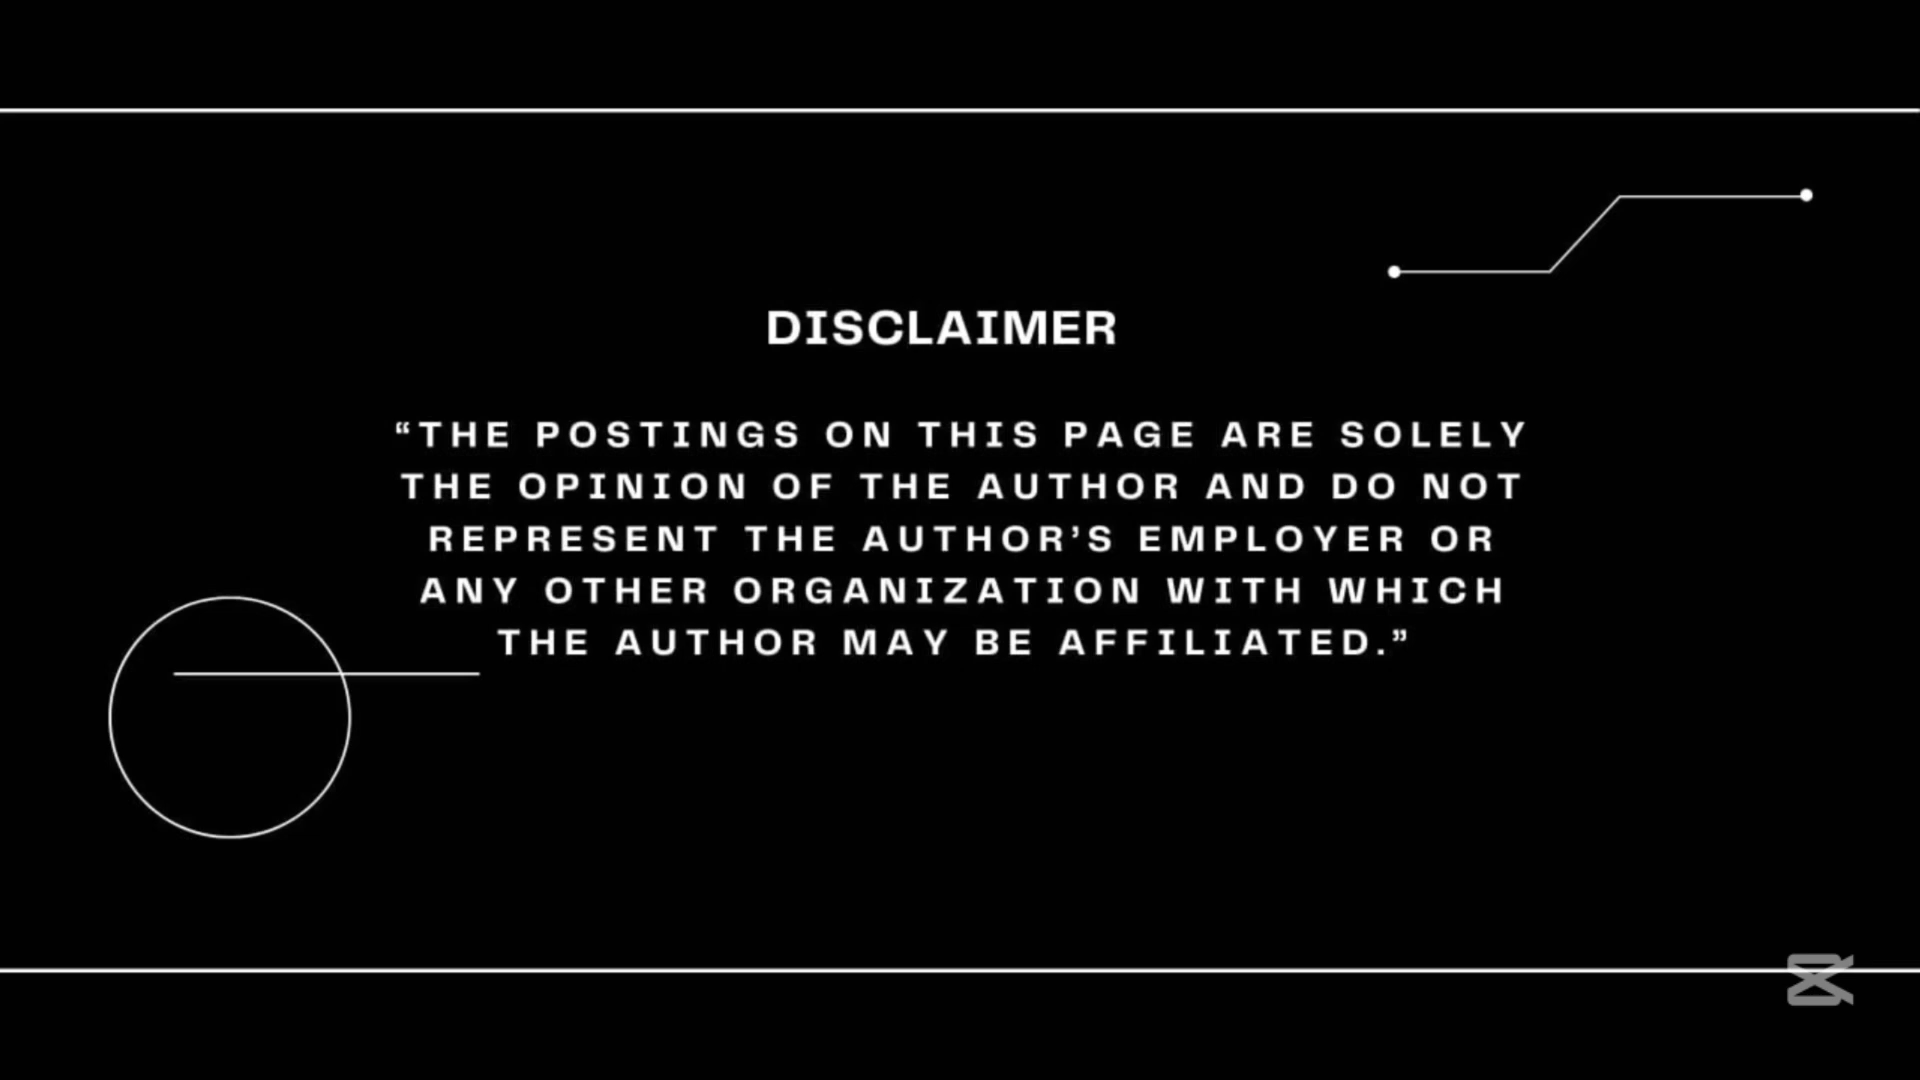 DISCLAIMER
“THE POSTINGS ON THIS PAGE ARE SOLELY
THE OPINION OF THE AUTHOR AND DO NOT
REPRESENT THE AUTHOR’S EMPLOYER OR
ANY OTHER ORGANIZATION WITH WHICH
THE AUTHOR MAY BE AFFILIATED.”